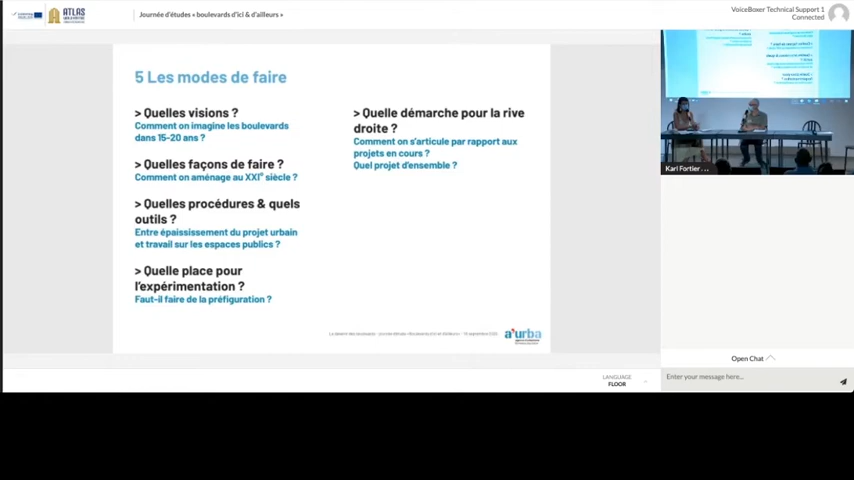 ATLAS
Journée d'études « boulevards d'ici & d'ailleurs »
VoiceBoxer Technical Support 1
Connected
5 Les modes de faire
> Quelles visions ?
Comment on imagine les boulevards
dans 15-20 ans ?
> Quelles façons de faire ?
Comment on aménage au XXIᵉ siècle ?
> Quelles procédures & quels
outils ?
Entre épaississement du projet urbain
et travail sur les espaces publics ?
> Quelle place pour
l'expérimentation ?
Faut-il faire de la préfiguration ?
> Quelle démarche pour la rive
droite ?
Comment on s'articule par rapport aux
projets en cours ?
Quel projet d'ensemble ?
a'urba
Karl Fortier ...
Open Chat
LANGUAGE
FLOOR
Enter your message here...